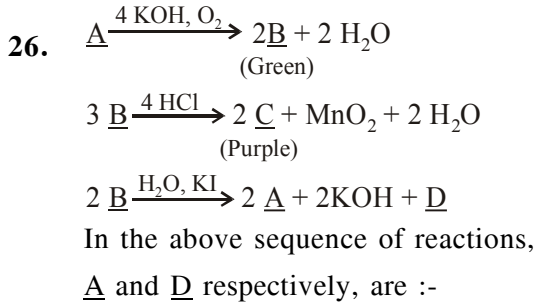 26. A 4 KOH, O₂ → 2B + 2 H₂O
(Green)
3 B 4 HCl → 2 C + MnO₂ + 2 H₂O
(Purple)
2 B H₂O, KI → 2 A + 2KOH + D
In the above sequence of reactions,
A and D respectively, are :-